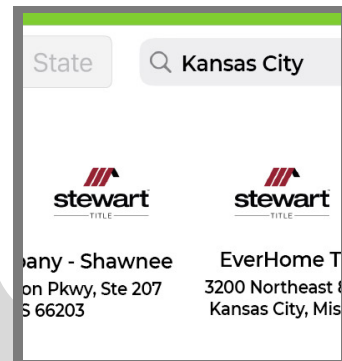 State
Kansas City
stewart
TITLE
stewart
TITLE
pany - Shawnee
on Pkwy, Ste 207
S 66203
EverHome T
3200 Northeast 8
Kansas City, Mis